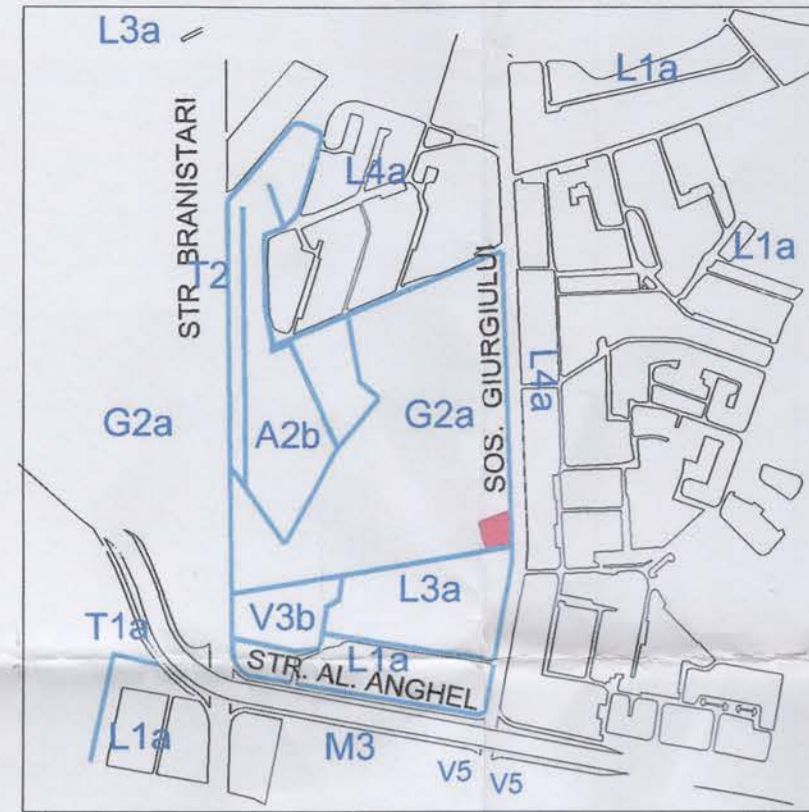 L3a
L1a
STR. BRANISTARI
L4a
L1a
T2
SOS. GIURGIULUI
L4a
G2a
G2a
A2b
L3a
V3b
T1a
L1a
STR. AL. ANGHEL
L1a
M3
V5
V5